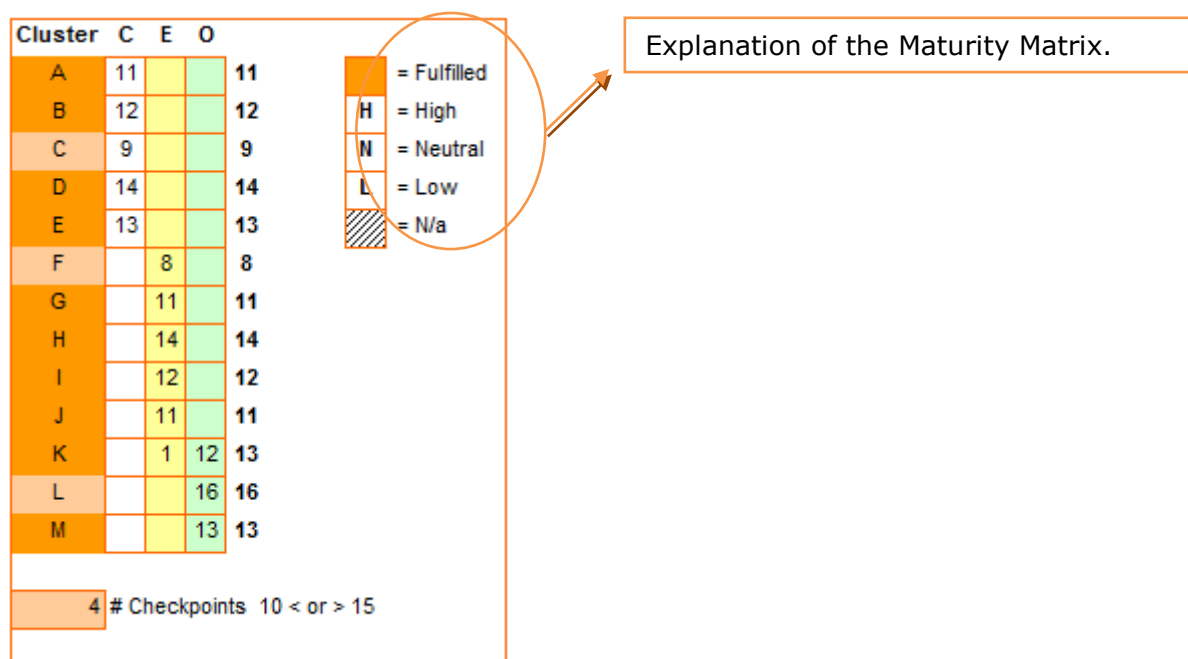 Cluster C E O
A 11 11 = Fulfilled
B 12 12 H = High
C 9 9 N = Neutral
D 14 14 L = Low
E 13 13 = N/a
F 8 8
G 11 11
H 14 14
I 12 12
J 11 11
K 1 12 13
L 16 16
M 13 13
4 # Checkpoints 10 < or > 15
Explanation of the Maturity Matrix.